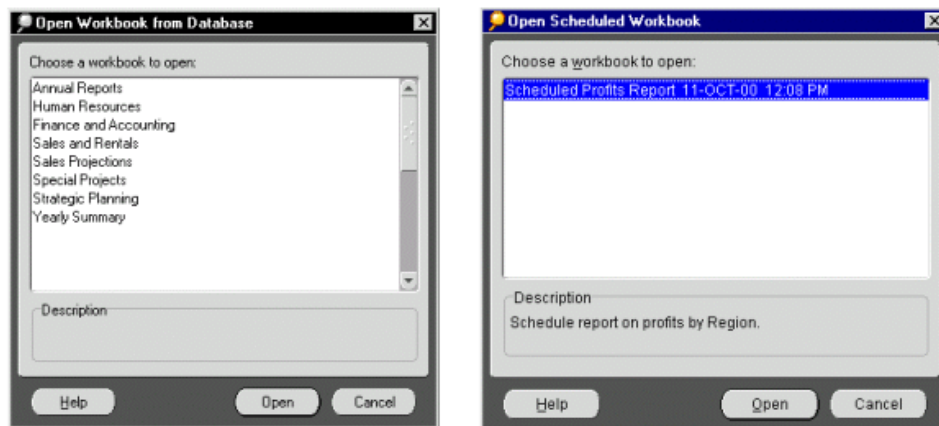 Open Workbook from Database
Choose a workbook to open:
Annual Reports
Human Resources
Finance and Accounting
Sales and Rentals
Sales Projections
Special Projects
Strategic Planning
Yearly Summary
Description
Help
Open
Cancel
Open Scheduled Workbook
Choose a workbook to open:
Scheduled Profits Report 11-OCT-00 12:08 PM
Description
Schedule report on profits by Region.
Help
Open
Cancel